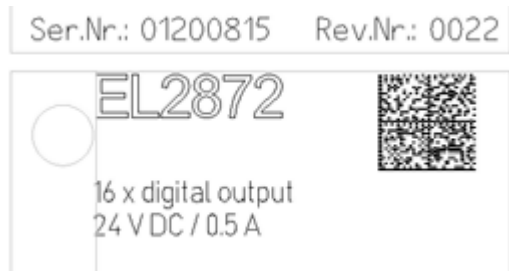 Ser.Nr.: 01200815 Rev.Nr.: 0022
EL2872
16 x digital output
24 V DC / 0.5 A